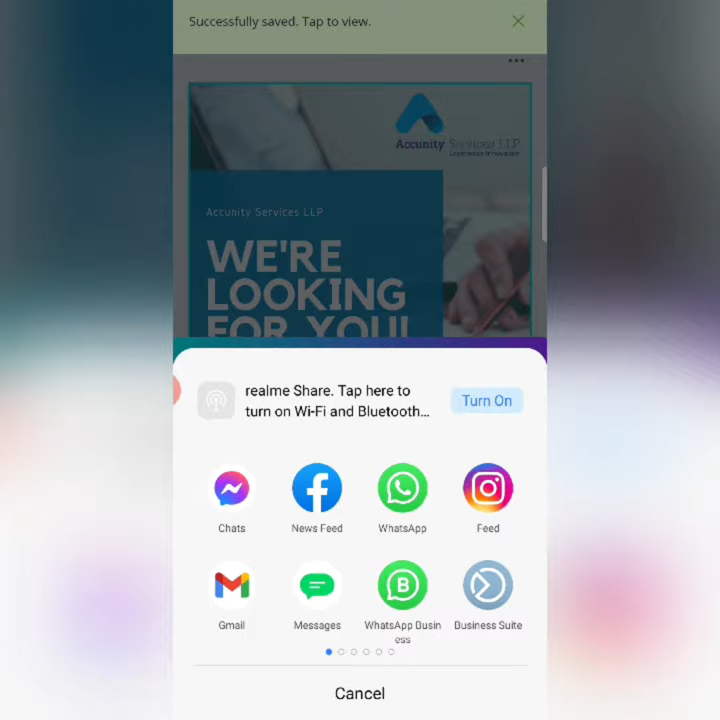 Successfully saved. Tap to view.
Accunity Services LLP
Accunity Services LLP
WE'RE
LOOKING
FOR YOU!
realme Share. Tap here to
turn on Wi-Fi and Bluetooth...
Turn On
Chats
News Feed
WhatsApp
Feed
B
Gmail
Messages
WhatsApp Busin
ess
Business Suite
Cancel